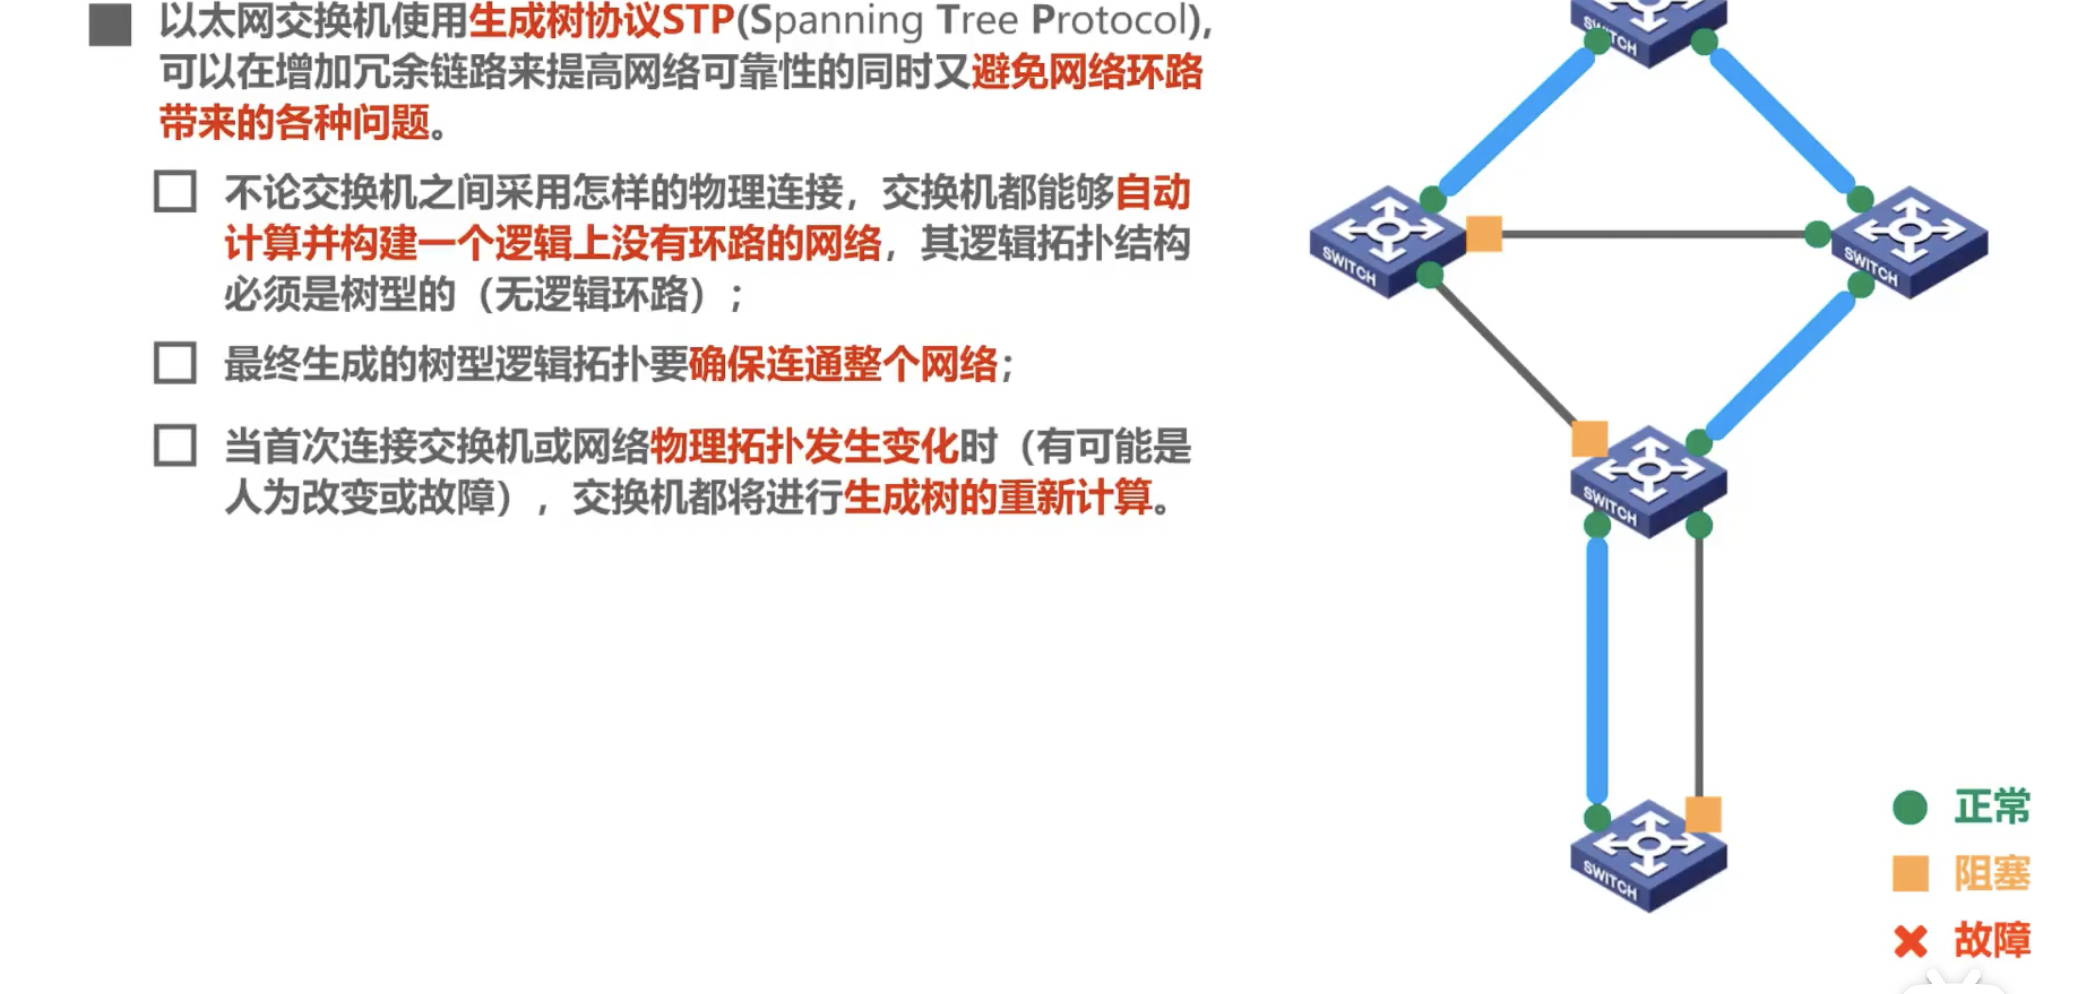 以太网交换机使用生成树协议STP(Spanning Tree Protocol),
可以在增加冗余链路来提高网络可靠性的同时又避免网络环路
带来的各种问题。
不论交换机之间采用怎样的物理连接，交换机都能够自动
计算并构建一个逻辑上没有环路的网络，其逻辑拓扑结构
必须是树型的（无逻辑环路）；
最终生成的树型逻辑拓扑要确保连通整个网络；
当首次连接交换机或网络物理拓扑发生变化时（有可能是
人为改变或故障），交换机都将进行生成树的重新计算。
SWITCH
SWITCH
SWITCH
SWITCH
SWITCH
正常
阻塞
故障